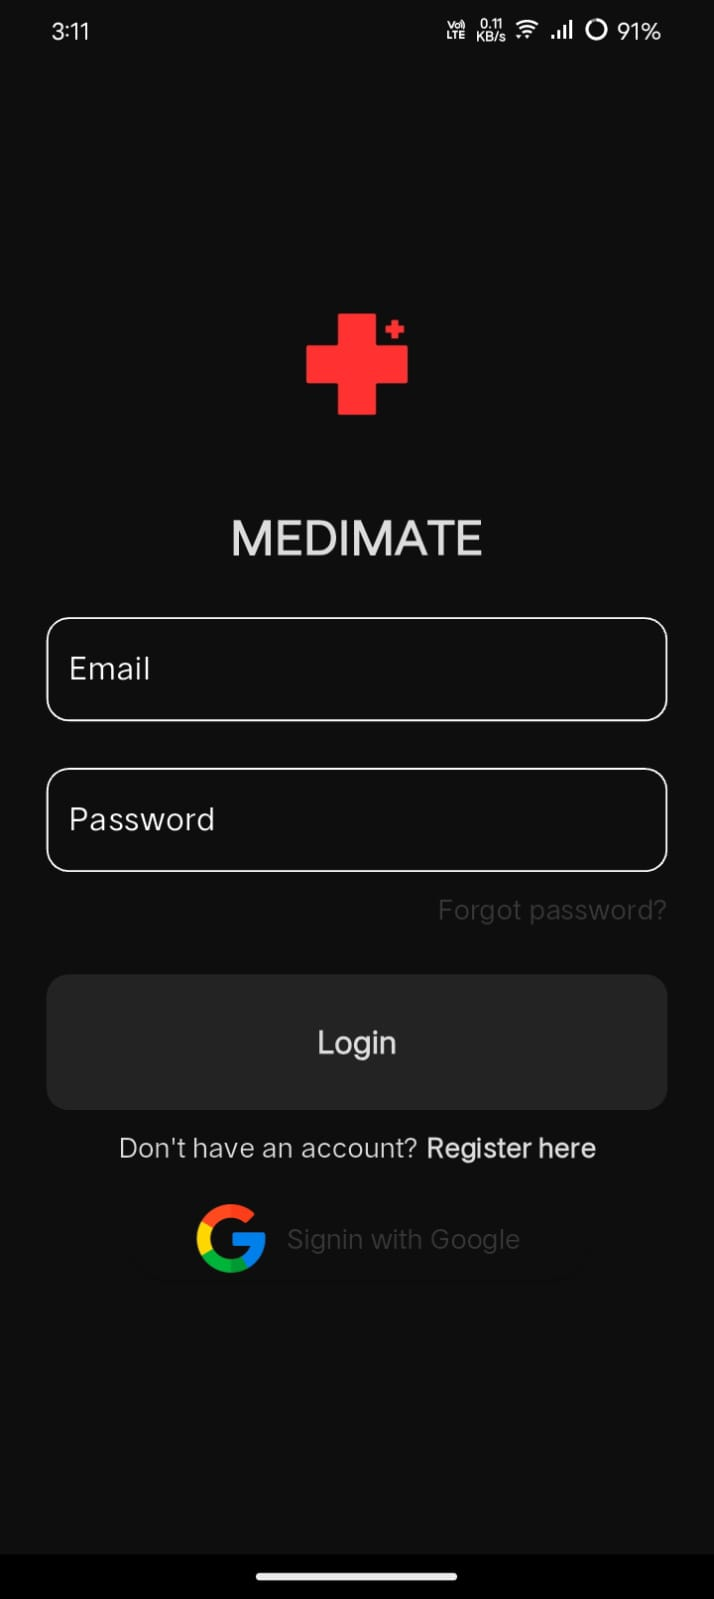 3:11
Vo)) LTE 0.11 KB/s 91%
MEDIMATE
Email
Password
Forgot password?
Login
Don't have an account? Register here
Signin with Google